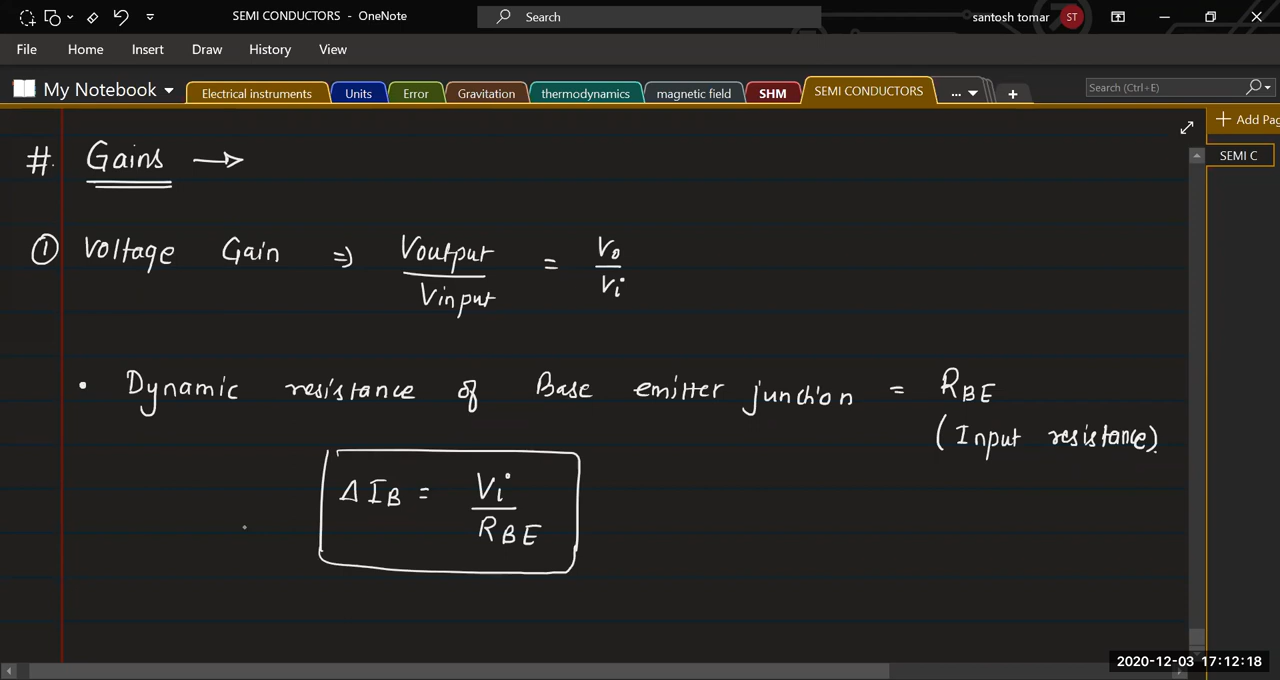 SEMI CONDUCTORS - OneNote
Search
santosh tomar
ST
File Home Insert Draw History View
My Notebook
Electrical instruments
Units
Error
Gravitation
thermodynamics
magnetic field
SHM
SEMI CONDUCTORS
...
Search (Ctrl+E)
+ Add Pag
SEMI C
# Gains →
① Voltage Gain ⇒ Voutput / Vinput = Vo / Vi
• Dynamic resistance of Base emitter junction = RBE
(Input resistance)
ΔIB = Vi / RBE
2020-12-03 17:12:18